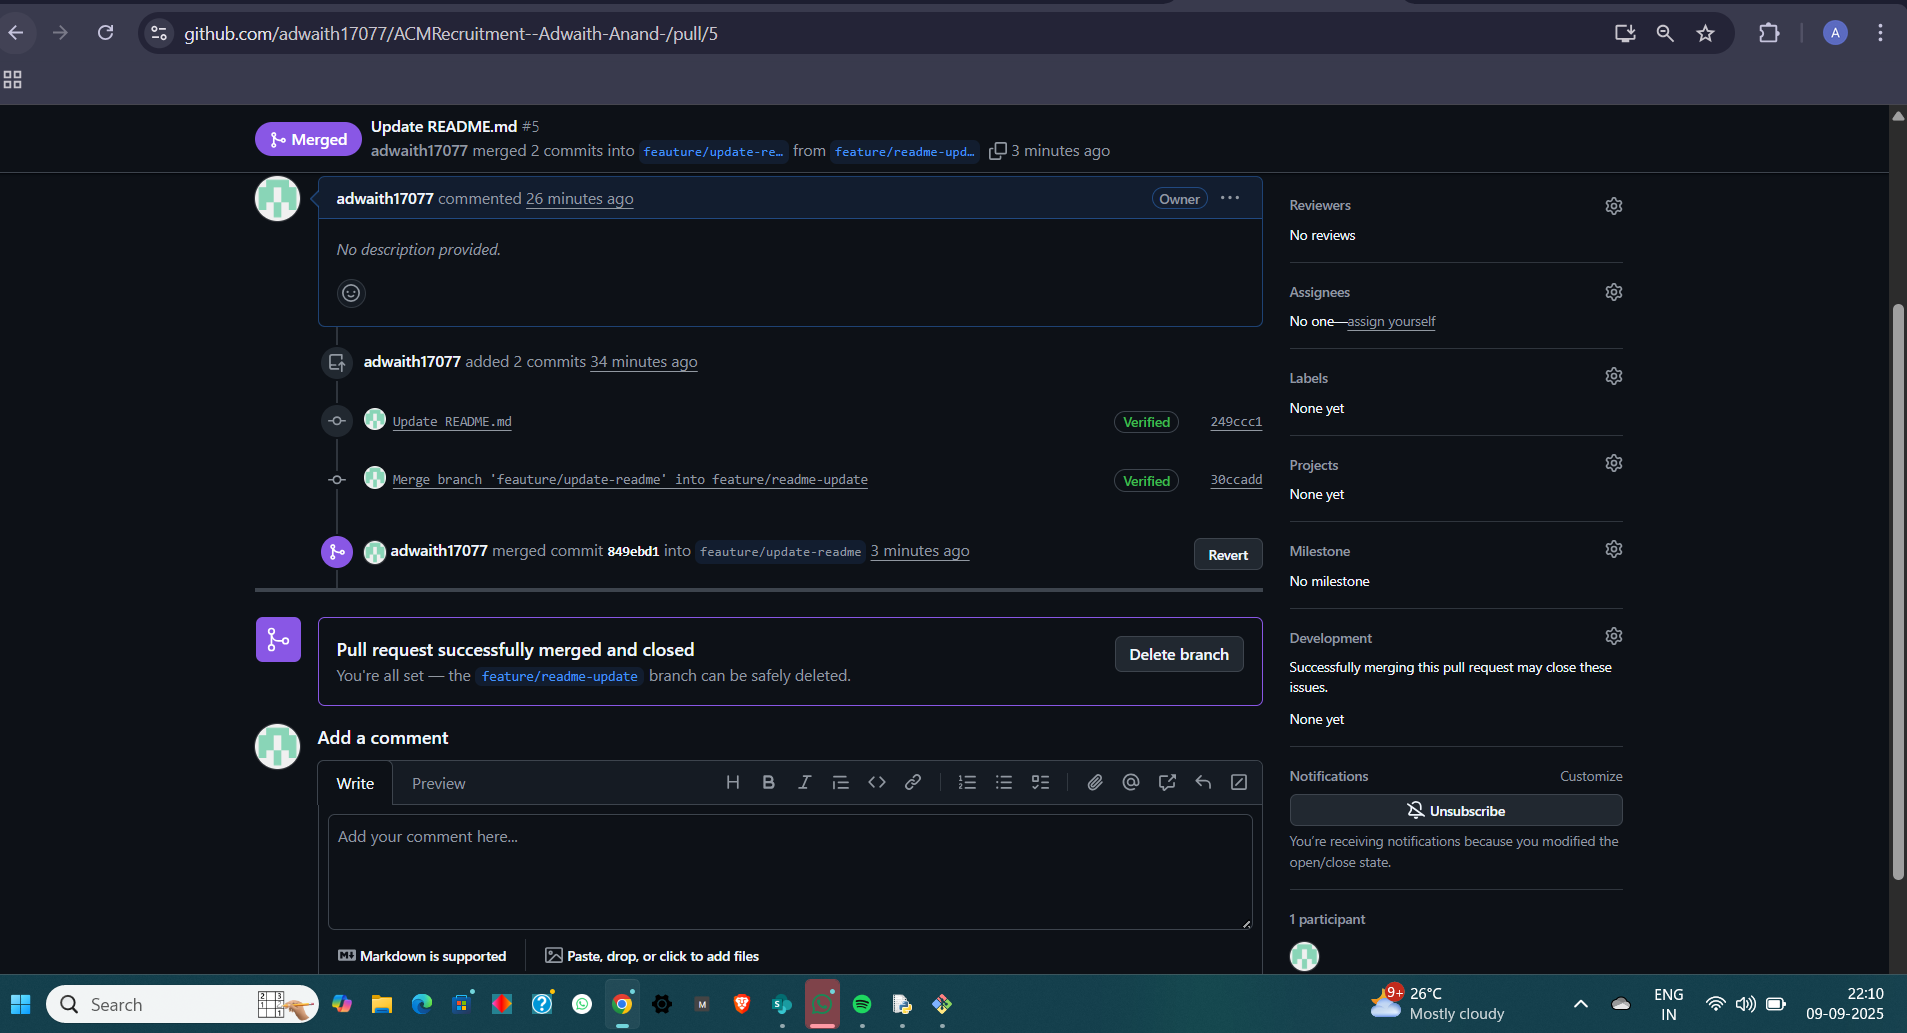 github.com/adwaith17077/ACMRecruitment--Adwaith-Anand-/pull/5
A
Merged
Update README.md #5
adwaith17077 merged 2 commits into feauture/update-re… from feature/readme-upd… 3 minutes ago
adwaith17077 commented 26 minutes ago
Owner
No description provided.
adwaith17077 added 2 commits 34 minutes ago
Update README.md
Verified
249ccc1
Merge branch 'feauture/update-readme' into feature/readme-update
Verified
30ccadd
adwaith17077 merged commit 849ebd1 into feauture/update-readme 3 minutes ago
Revert
Pull request successfully merged and closed
You're all set — the feature/readme-update branch can be safely deleted.
Delete branch
Add a comment
Write
Preview
Add your comment here...
Markdown is supported
Paste, drop, or click to add files
Reviewers
No reviews
Assignees
No one—assign yourself
Labels
None yet
Projects
None yet
Milestone
No milestone
Development
Successfully merging this pull request may close these
issues.
None yet
Notifications
Customize
Unsubscribe
You're receiving notifications because you modified the
open/close state.
1 participant
Search
9+
26°C
Mostly cloudy
ENG
IN
22:10
09-09-2025